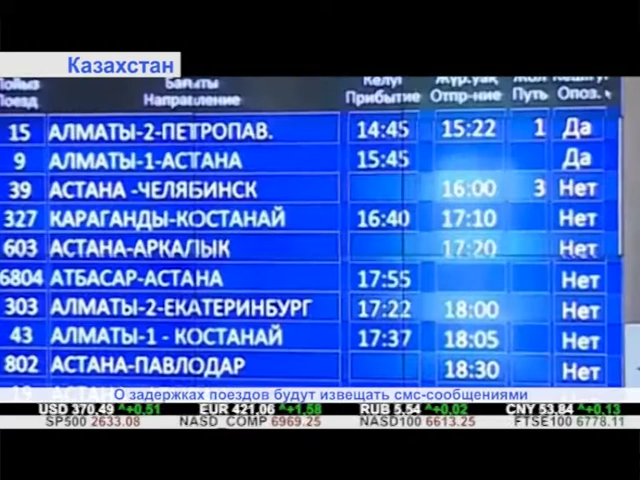 Казахстан
Пойыз Бағыты Келуі Жүр.уақ Жол Кешігу
Поезд Направление Прибытие Отпр-ние Путь Опоз.
15 АЛМАТЫ-2-ПЕТРОПАВ. 14:45 15:22 1 Да
9 АЛМАТЫ-1-АСТАНА 15:45 Да
39 АСТАНА -ЧЕЛЯБИНСК 16:00 3 Нет
327 КАРАГАНДЫ-КОСТАНАЙ 16:40 17:10 Нет
603 АСТАНА-АРКАЛЫК 17:20 Нет
6804 АТБАСАР-АСТАНА 17:55 Нет
303 АЛМАТЫ-2-ЕКАТЕРИНБУРГ 17:22 18:00 Нет
43 АЛМАТЫ-1 - КОСТАНАЙ 17:37 18:05 Нет
802 АСТАНА-ПАВЛОДАР 18:30 Нет
О задержках поездов будут извещать смс-сообщениями
USD 370,49 +0,51 EUR 421,06 +1,58 RUB 5,54 +0,02 CNY 53,84 +0,13
SP500 2633.08 NASD_COMP 6969.25 NASD100 6613.25 FTSE100 6778.11